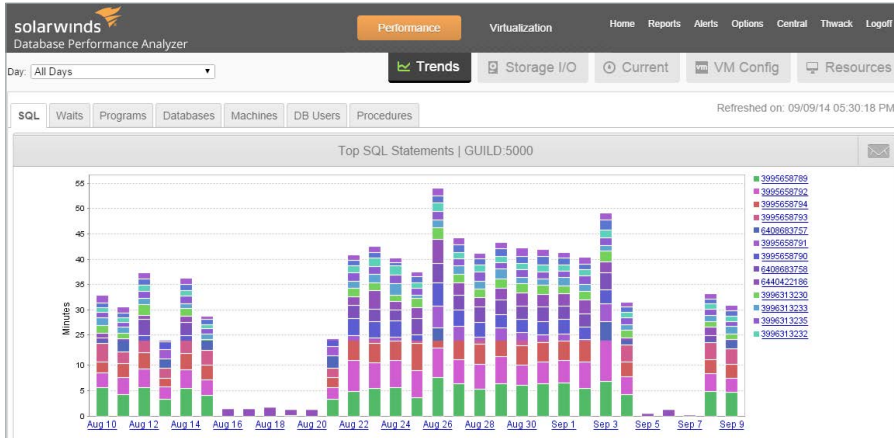 solarwinds
Database Performance Analyzer
Performance
Virtualization
Home Reports Alerts Options Central Thwack Logoff
Day: All Days
Trends
Storage I/O
Current
VM Config
Resources
SQL Waits Programs Databases Machines DB Users Procedures
Refreshed on: 09/09/14 05:30:18 PM
Top SQL Statements | GUILD:5000
Minutes
55
50
45
40
35
30
25
20
15
10
5
0
Aug 10 Aug 12 Aug 14 Aug 16 Aug 18 Aug 20 Aug 22 Aug 24 Aug 26 Aug 28 Aug 30 Sep 1 Sep 3 Sep 5 Sep 7 Sep 9
3995658789
3995658792
3995658794
3995658793
6408683757
3995658791
3995658790
6408683758
6440422186
3996313230
3996313233
3996313235
3996313232